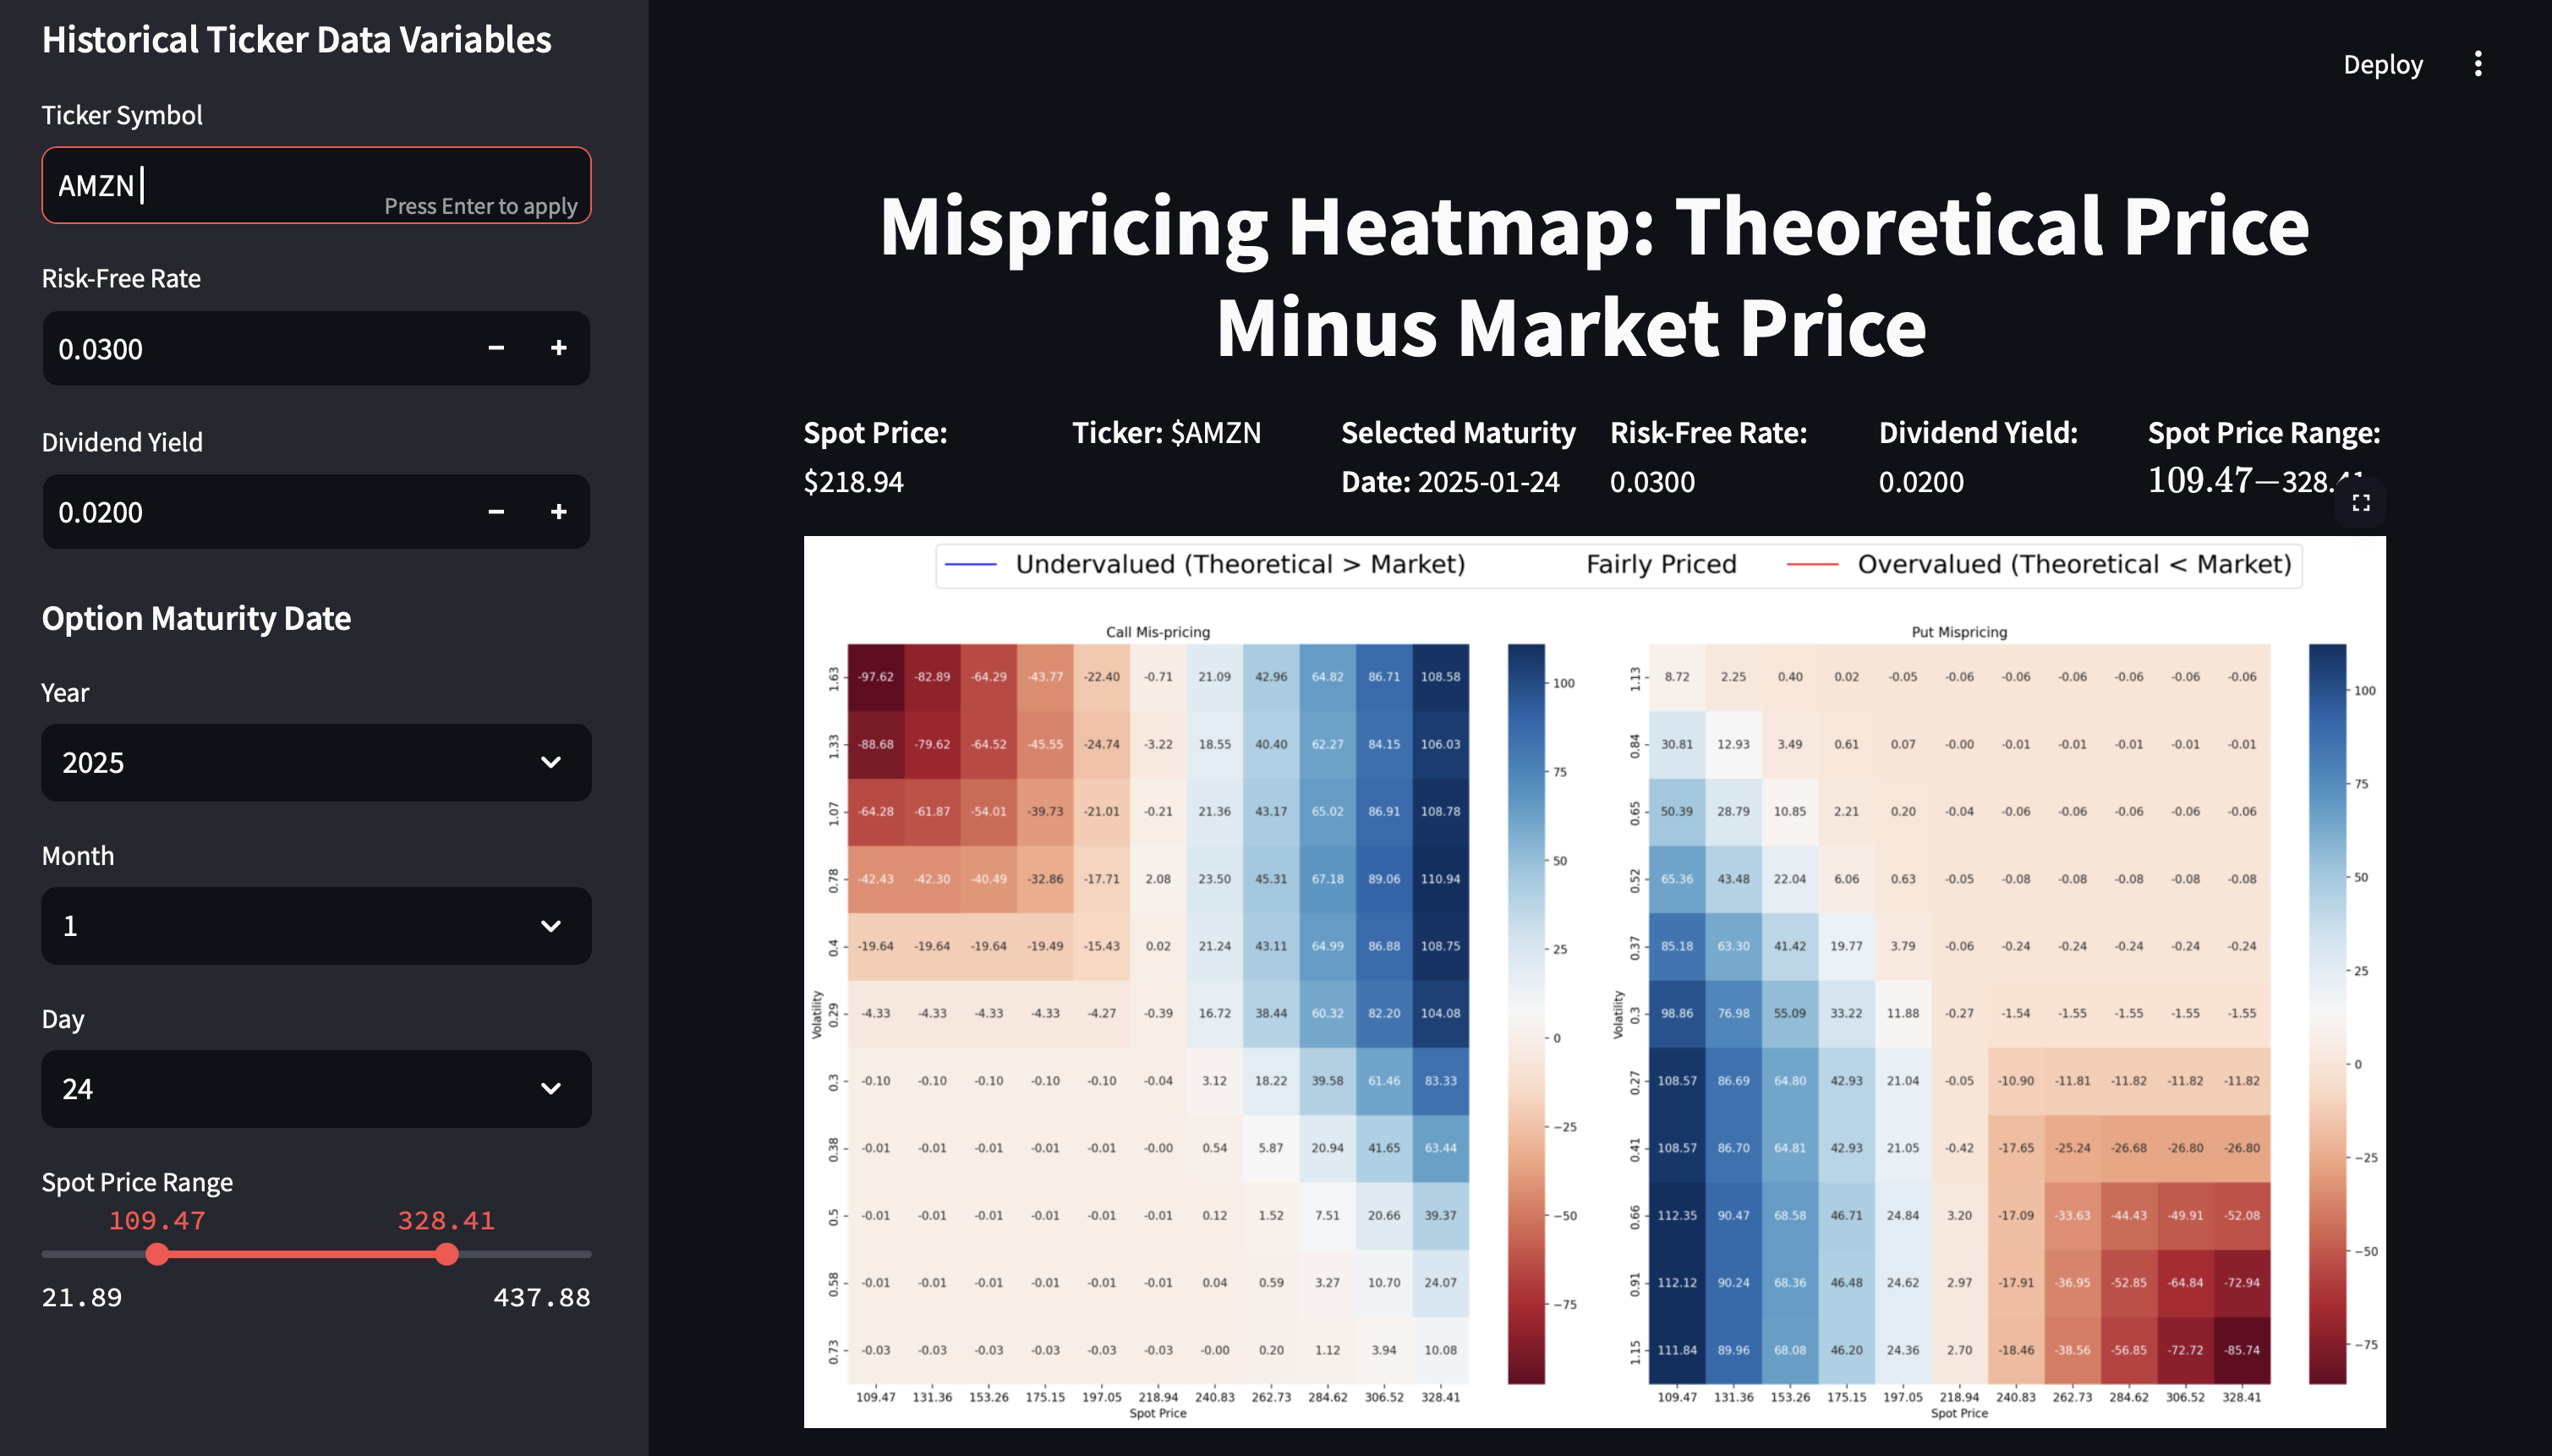 Historical Ticker Data Variables
Ticker Symbol
AMZN
Press Enter to apply
Risk-Free Rate
0.0300
Dividend Yield
0.0200
Option Maturity Date
Year
2025
Month
1
Day
24
Spot Price Range
109.47 328.41
21.89 437.88
Deploy
Mispricing Heatmap: Theoretical Price
Minus Market Price
Spot Price:
$218.94
Ticker: $AMZN
Selected Maturity
Date: 2025-01-24
Risk-Free Rate:
0.0300
Dividend Yield:
0.0200
Spot Price Range:
109.47−328.41
Undervalued (Theoretical > Market) Fairly Priced Overvalued (Theoretical < Market)
Call Mis-pricing
1.63 -97.62 -82.89 -64.29 -43.77 -22.40 -0.71 21.09 42.96 64.82 86.71 108.58
1.33 -88.68 -79.62 -64.52 -45.55 -24.74 -3.22 18.55 40.40 62.27 84.15 106.03
1.07 -64.28 -61.87 -54.01 -39.73 -21.01 -0.21 21.36 43.17 65.02 86.91 108.78
0.78 -42.43 -42.30 -40.49 -32.86 -17.71 2.08 23.50 45.31 67.18 89.06 110.94
0.4 -19.64 -19.64 -19.64 -19.49 -15.43 0.02 21.24 43.11 64.99 86.88 108.75
0.29 -4.33 -4.33 -4.33 -4.33 -4.27 -0.39 16.72 38.44 60.32 82.20 104.08
0.3 -0.10 -0.10 -0.10 -0.10 -0.10 -0.04 3.12 18.22 39.58 61.46 83.33
0.38 -0.01 -0.01 -0.01 -0.01 -0.01 -0.00 0.54 5.87 20.94 41.65 63.44
0.5 -0.01 -0.01 -0.01 -0.01 -0.01 -0.01 0.12 1.52 7.51 20.66 39.37
0.58 -0.01 -0.01 -0.01 -0.01 -0.01 -0.01 0.04 0.59 3.27 10.70 24.07
0.73 -0.03 -0.03 -0.03 -0.03 -0.03 -0.03 -0.00 0.20 1.12 3.94 10.08
109.47 131.36 153.26 175.15 197.05 218.94 240.83 262.73 284.62 306.52 328.41
Spot Price
Volatility
100
75
50
25
0
−25
−50
−75
Put Mispricing
1.13 8.72 2.25 0.40 0.02 -0.05 -0.06 -0.06 -0.06 -0.06 -0.06 -0.06
0.84 30.81 12.93 3.49 0.61 0.07 -0.00 -0.01 -0.01 -0.01 -0.01 -0.01
0.65 50.39 28.79 10.85 2.21 0.20 -0.04 -0.06 -0.06 -0.06 -0.06 -0.06
0.52 65.36 43.48 22.04 6.06 0.63 -0.05 -0.08 -0.08 -0.08 -0.08 -0.08
0.37 85.18 63.30 41.42 19.77 3.79 -0.06 -0.24 -0.24 -0.24 -0.24 -0.24
0.3 98.86 76.98 55.09 33.22 11.88 -0.27 -1.54 -1.55 -1.55 -1.55 -1.55
0.27 108.57 86.69 64.80 42.93 21.04 -0.05 -10.90 -11.81 -11.82 -11.82 -11.82
0.41 108.57 86.70 64.81 42.93 21.05 -0.42 -17.65 -25.24 -26.68 -26.80 -26.80
0.66 112.35 90.47 68.58 46.71 24.84 3.20 -17.09 -33.63 -44.43 -49.91 -52.08
0.91 112.12 90.24 68.36 46.48 24.62 2.97 -17.91 -36.95 -52.85 -64.84 -72.94
1.15 111.84 89.96 68.08 46.20 24.36 2.70 -18.46 -38.56 -56.85 -72.72 -85.74
109.47 131.36 153.26 175.15 197.05 218.94 240.83 262.73 284.62 306.52 328.41
Spot Price
Volatility
100
75
50
25
0
−25
−50
−75